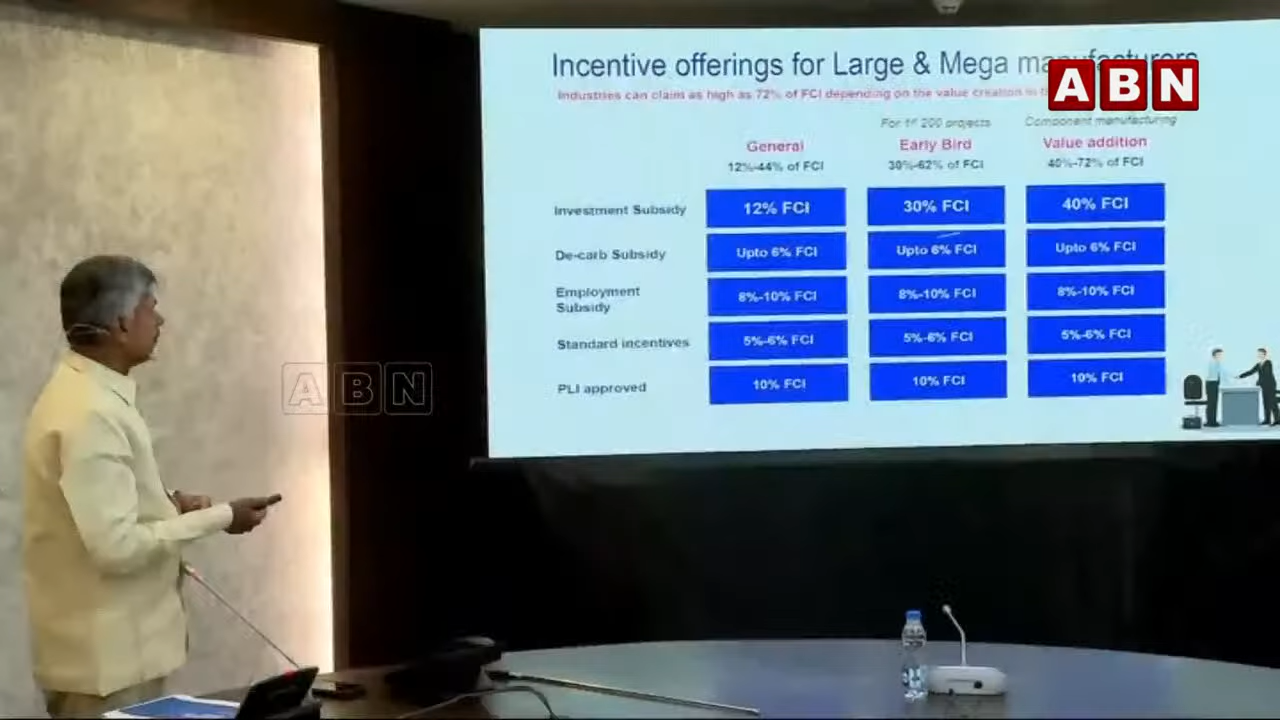 Incentive offerings for Large & Mega manufacturers
Industries can claim as high as 72% of FCI depending on the value creation in
ABN
For 1st 200 projects
Component manufacturing
General
Early Bird
Value addition
12%-44% of FCI
30%-62% of FCI
40%-72% of FCI
Investment Subsidy
12% FCI
30% FCI
40% FCI
De-carb Subsidy
Upto 6% FCI
Upto 6% FCI
Upto 6% FCI
Employment
Subsidy
8%-10% FCI
8%-10% FCI
8%-10% FCI
Standard incentives
5%-6% FCI
5%-6% FCI
5%-6% FCI
PLI approved
10% FCI
10% FCI
10% FCI
ABN